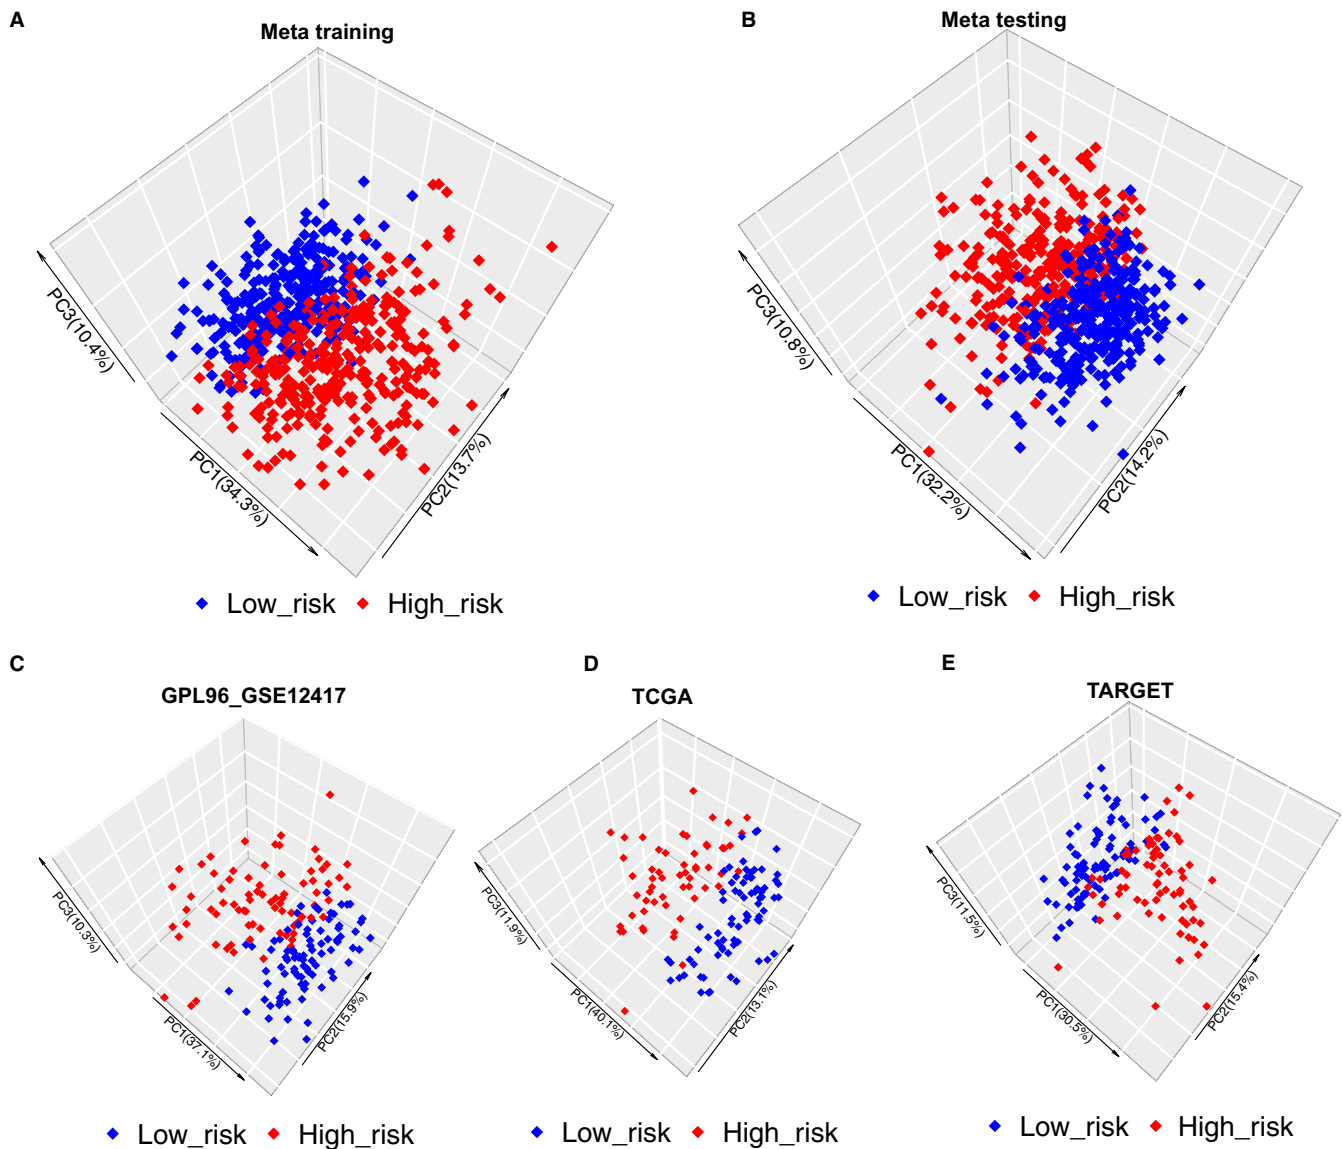 A
Meta training
PC3(10.4%)
PC1(34.3%)
PC2(13.7%)
Low_risk High_risk
B
Meta testing
PC3(10.8%)
PC1(32.2%)
PC2(14.2%)
Low_risk High_risk
C
GPL96_GSE12417
PC3(10.3%)
PC1(37.1%)
PC2(15.9%)
Low_risk High_risk
D
TCGA
PC3(11.9%)
PC1(40.1%)
PC2(13.1%)
Low_risk High_risk
E
TARGET
PC3(11.5%)
PC1(30.5%)
PC2(15.4%)
Low_risk High_risk